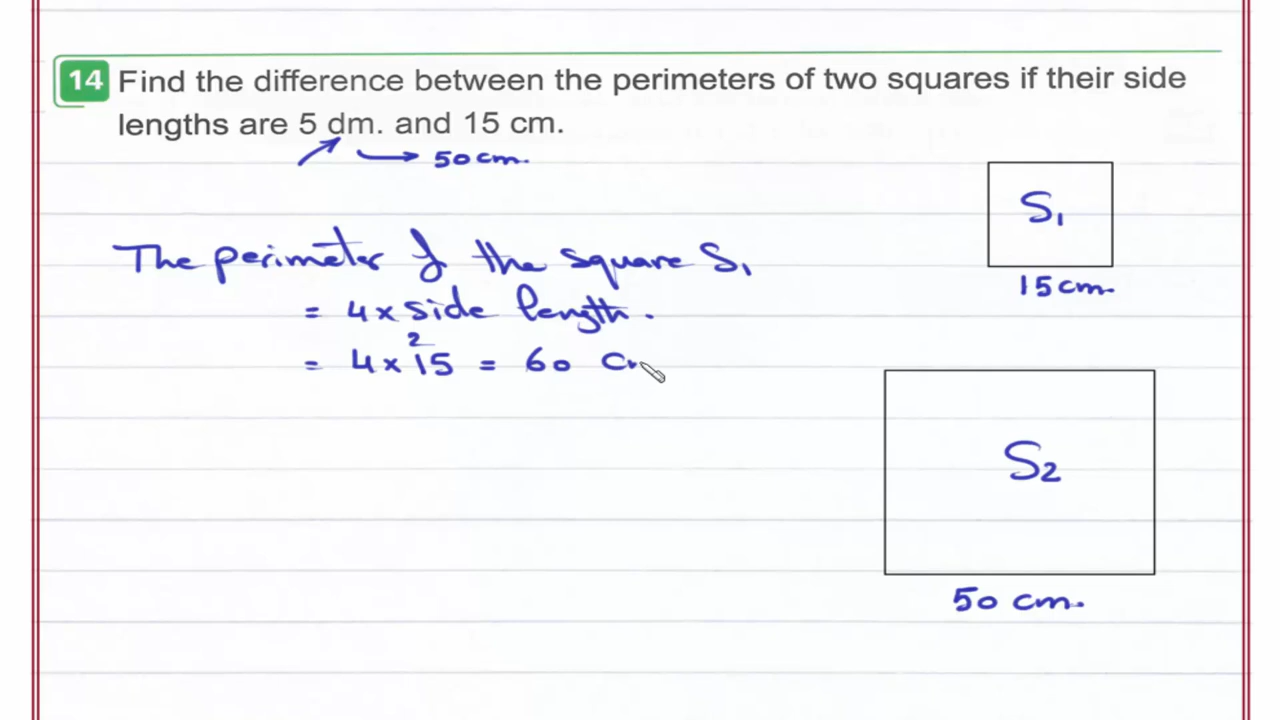 14 Find the difference between the perimeters of two squares if their side
lengths are 5 dm. and 15 cm.
50 cm.
The perimeter of the square S1
= 4 × side length.
2
= 4 × 15 = 60 c
S1
15 cm.
S2
50 cm.